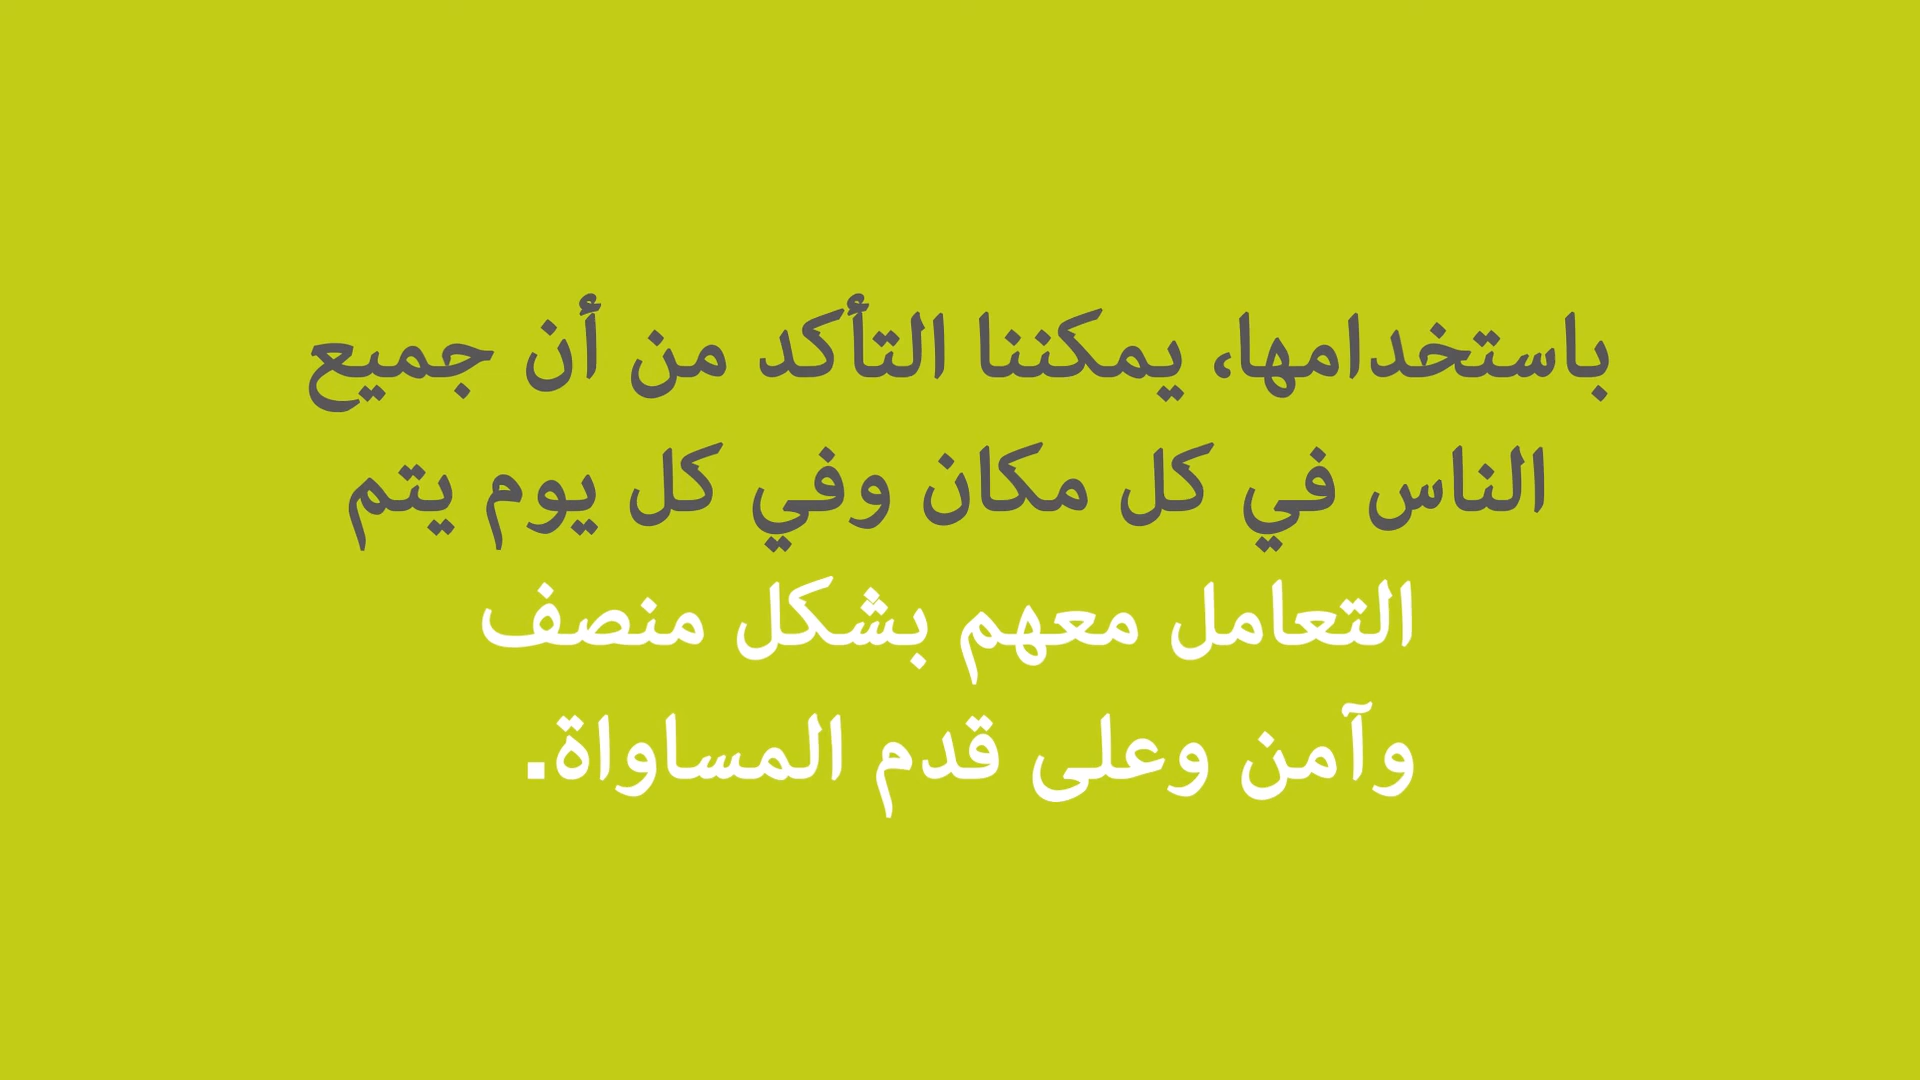 باستخدامها، يمكننا التأكد من أن جميع
الناس في كل مكان وفي كل يوم يتم
التعامل معهم بشكل منصف
وآمن وعلى قدم المساواة.